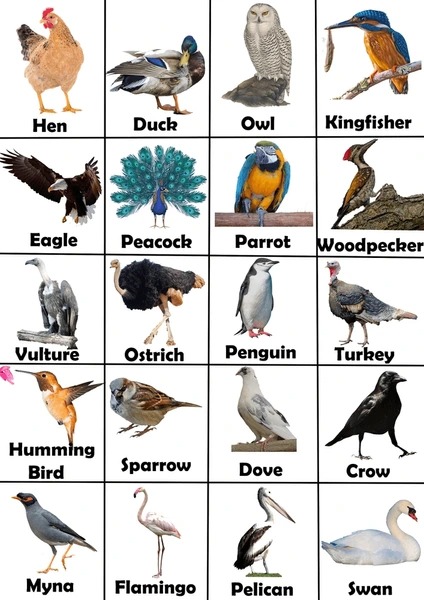 Hen
Duck
Owl
Kingfisher
Eagle
Peacock
Parrot
Woodpecker
Vulture
Ostrich
Penguin
Turkey
Humming
Bird
Sparrow
Dove
Crow
Myna
Flamingo
Pelican
Swan